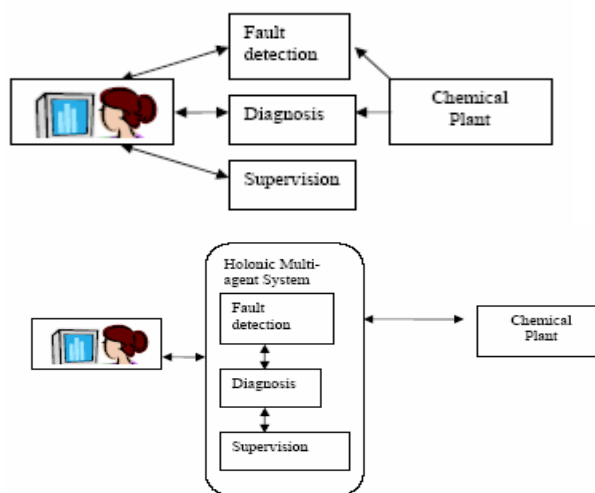 Fault
detection
Diagnosis
Chemical
Plant
Supervision
Holonic Multi-
agent System
Fault
detection
Chemical
Plant
Diagnosis
Supervision